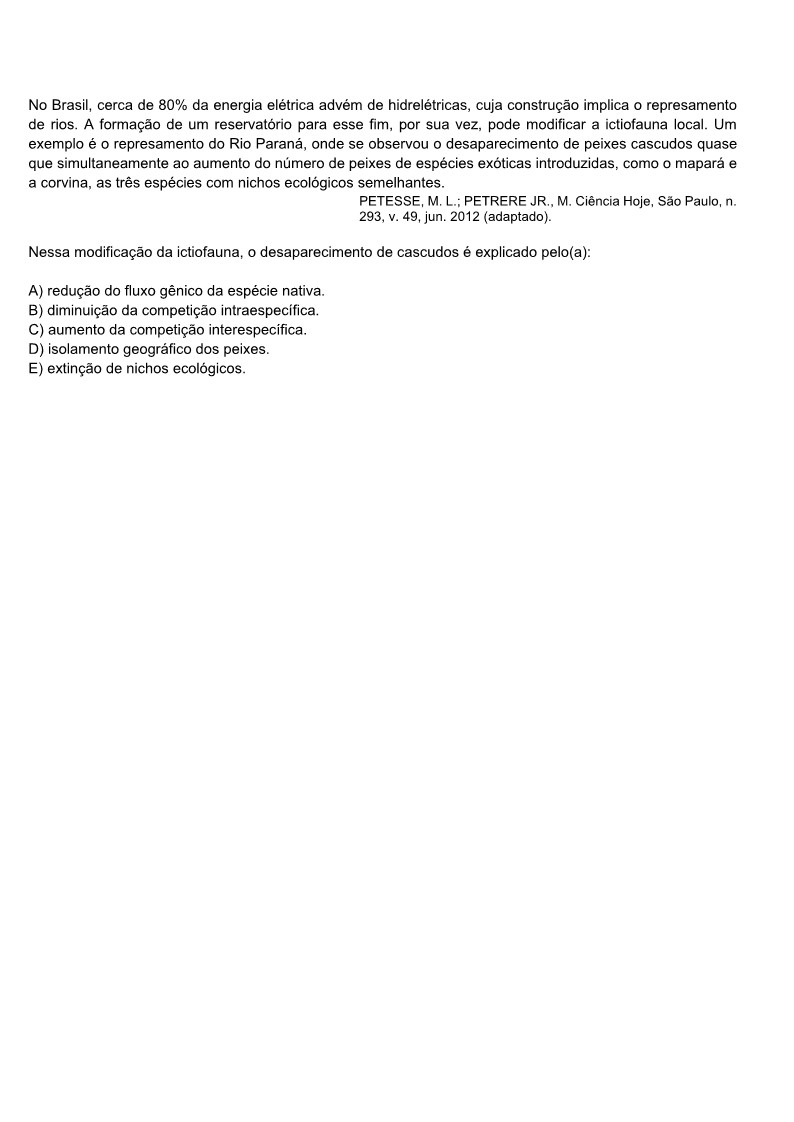 No Brasil, cerca de 80% da energia elétrica advém de hidrelétricas, cuja construção implica o represamento
de rios. A formação de um reservatório para esse fim, por sua vez, pode modificar a ictiofauna local. Um
exemplo é o represamento do Rio Paraná, onde se observou o desaparecimento de peixes cascudos quase
que simultaneamente ao aumento do número de peixes de espécies exóticas introduzidas, como o mapará e
a corvina, as três espécies com nichos ecológicos semelhantes.
PETESSE, M. L.; PETRERE JR., M. Ciência Hoje, São Paulo, n.
293, v. 49, jun. 2012 (adaptado).
Nessa modificação da ictiofauna, o desaparecimento de cascudos é explicado pelo(a):
A) redução do fluxo gênico da espécie nativa.
B) diminuição da competição intraespecífica.
C) aumento da competição interespecífica.
D) isolamento geográfico dos peixes.
E) extinção de nichos ecológicos.